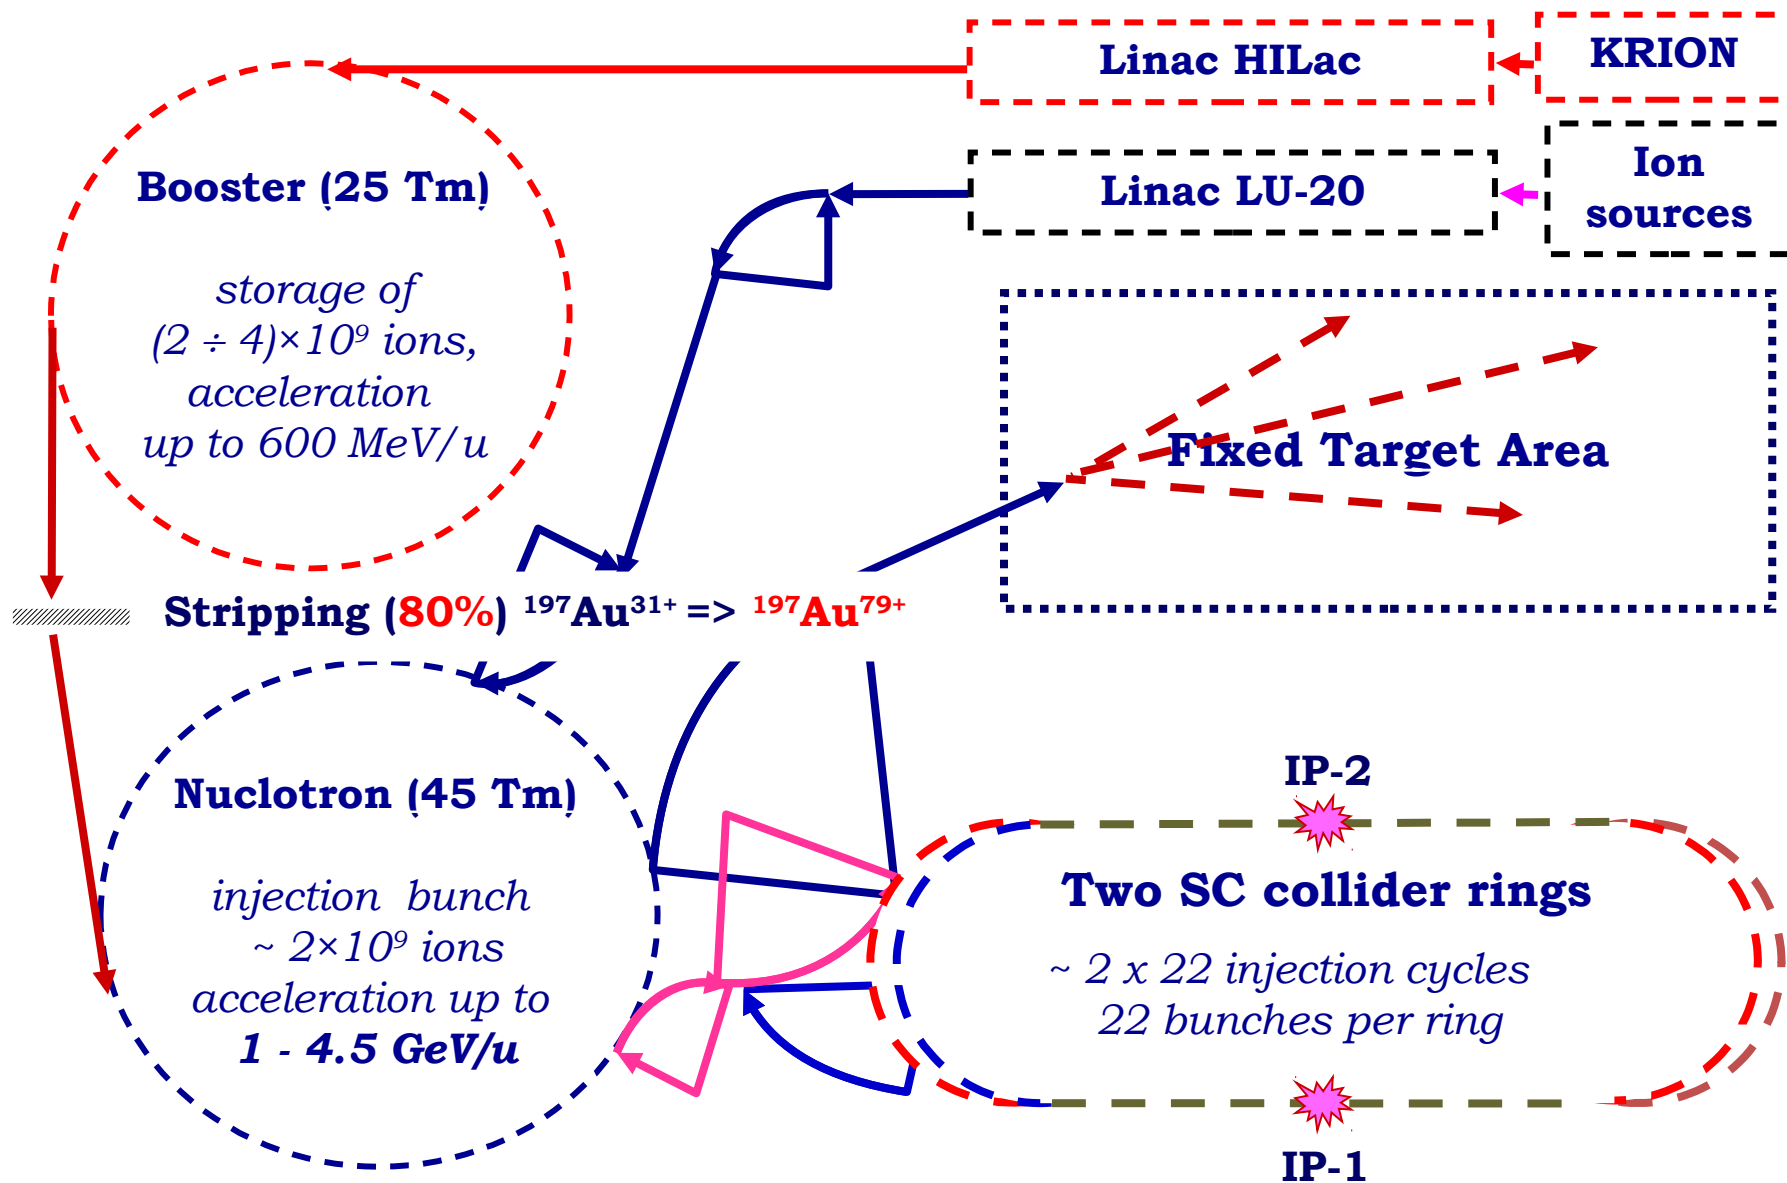 Linac HILac
KRION
Linac LU-20
Ion
sources
Booster (25 Tm)
storage of
(2 ÷ 4)×10⁹ ions,
acceleration
up to 600 MeV/u
Fixed Target Area
Stripping (80%) ¹⁹⁷Au³¹⁺ => ¹⁹⁷Au⁷⁹⁺
Nuclotron (45 Tm)
injection bunch
~ 2×10⁹ ions
acceleration up to
1 - 4.5 GeV/u
IP-2
Two SC collider rings
~ 2 x 22 injection cycles
22 bunches per ring
IP-1